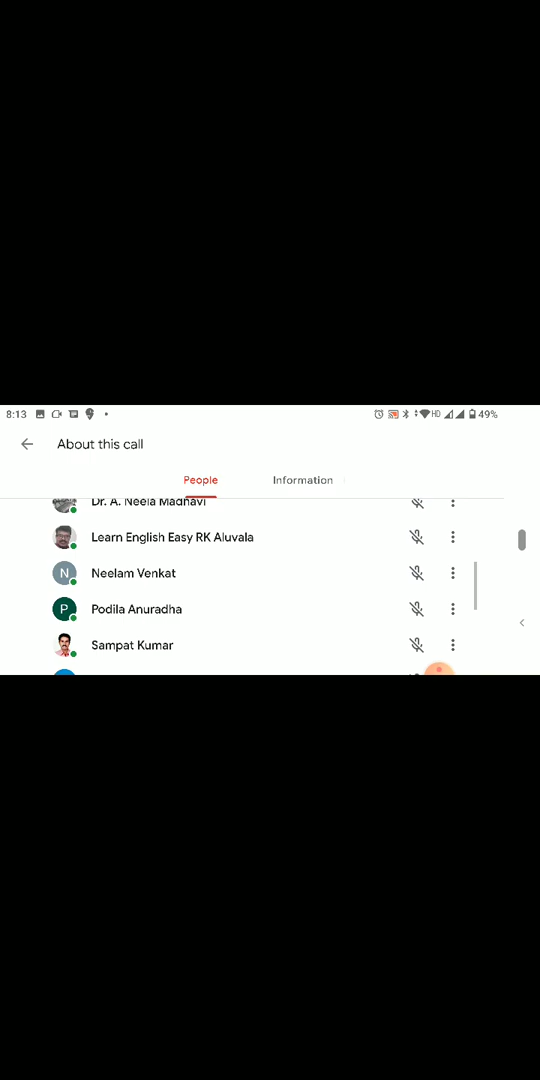 8:13 HD 49%
About this call
People Information
Dr. A. Neela Madhavi
Learn English Easy RK Aluvala
N Neelam Venkat
P Podila Anuradha
Sampat Kumar